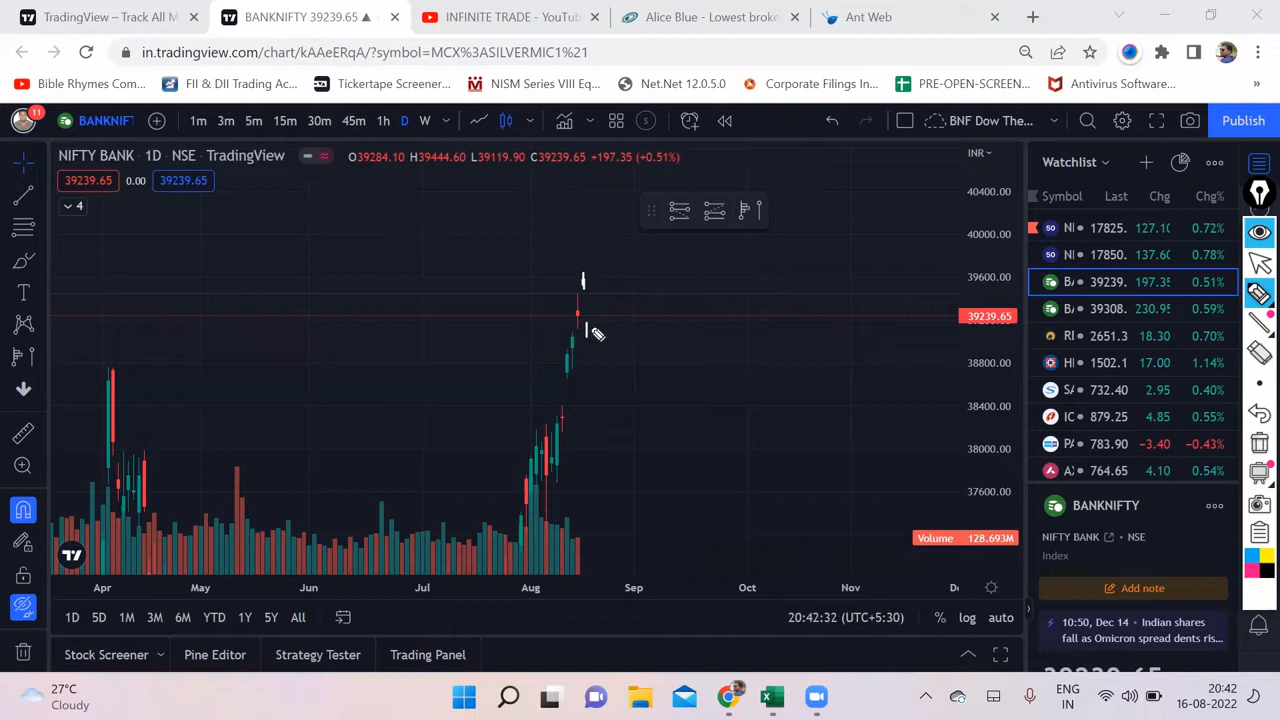 TradingView – Track All M
BANKNIFTY 39239.65 ▲
INFINITE TRADE - YouTub
Alice Blue - Lowest broke
Ant Web
in.tradingview.com/chart/kAAeERqA/?symbol=MCX%3ASILVERMIC1%21
Bible Rhymes Com...
FII & DII Trading Ac...
Tickertape Screener...
NISM Series VIII Eq...
Net.Net 12.0.5.0
Corporate Filings In...
PRE-OPEN-SCREEN...
Antivirus Software...
»
11
BANKNIFT
1m 3m 5m 15m 30m 45m 1h D W
BNF Dow The...
Publish
NIFTY BANK · 1D · NSE · TradingView
O39284.10 H39444.60 L39119.90 C39239.65 +197.35 (+0.51%)
39239.65 0.00 39239.65
4
INR
40400.00
40000.00
39600.00
39239.65
38800.00
38400.00
38000.00
37600.00
Volume 128.693M
Apr May Jun Jul Aug Sep Oct Nov De
1D 5D 1M 3M 6M YTD 1Y 5Y All
20:42:32 (UTC+5:30)
% log auto
Stock Screener
Pine Editor
Strategy Tester
Trading Panel
Watchlist
Symbol Last Chg Chg%
50 NI 17825. 127.10 0.72%
50 NI 17850. 137.60 0.78%
39239. 197.35 0.51%
39308. 230.95 0.59%
RI 2651.3 18.30 0.70%
1502.1 17.00 1.14%
732.40 2.95 0.40%
IC 879.25 4.85 0.55%
783.90 −3.40 −0.43%
764.65 4.10 0.54%
BANKNIFTY
NIFTY BANK · NSE
Index
Add note
10:50, Dec 14 · Indian shares
fall as Omicron spread dents ris...
27°C
Cloudy
ENG
IN
20:42
16-08-2022